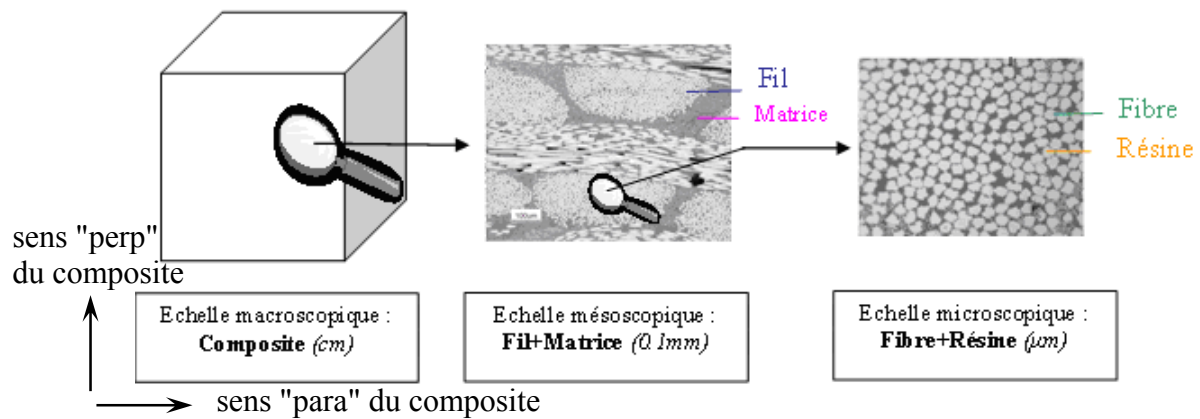 Fil
Matrice
Fibre
Résine
100µm
sens "perp"
du composite
Echelle macroscopique :
Composite (cm)
Echelle mésoscopique :
Fil+Matrice (0.1mm)
Echelle microscopique :
Fibre+Résine (µm)
sens "para" du composite